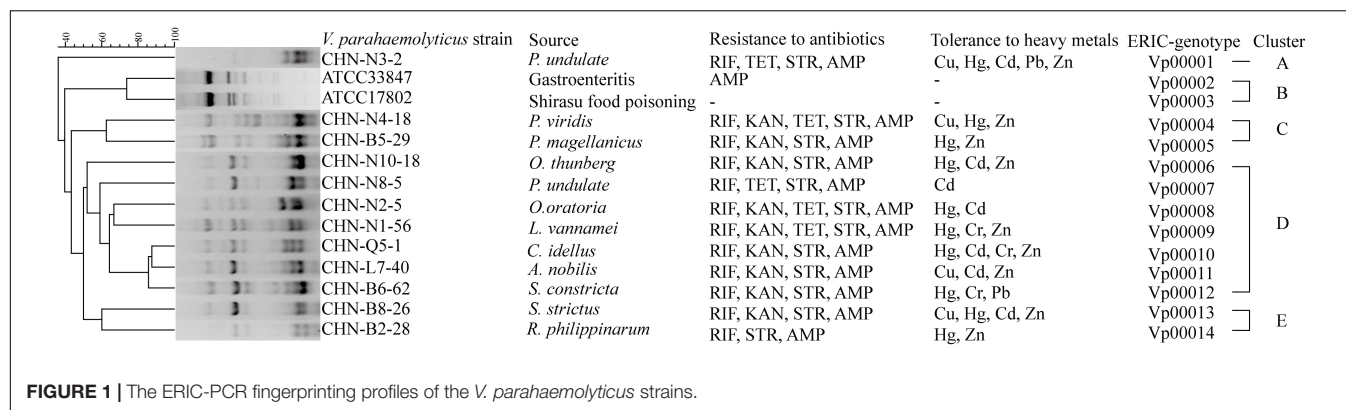 40 60 80 100
V. parahaemolyticus strain Source Resistance to antibiotics Tolerance to heavy metals ERIC-genotype Cluster
CHN-N3-2 P. undulate RIF, TET, STR, AMP Cu, Hg, Cd, Pb, Zn Vp00001 A
ATCC33847 Gastroenteritis AMP - Vp00002
B
ATCC17802 Shirasu food poisoning - - Vp00003
CHN-N4-18 P. viridis RIF, KAN, TET, STR, AMP Cu, Hg, Zn Vp00004
C
CHN-B5-29 P. magellanicus RIF, KAN, STR, AMP Hg, Zn Vp00005
CHN-N10-18 O. thunberg RIF, KAN, STR, AMP Hg, Cd, Zn Vp00006
CHN-N8-5 P. undulate RIF, TET, STR, AMP Cd Vp00007
CHN-N2-5 O.oratoria RIF, KAN, TET, STR, AMP Hg, Cd Vp00008
D
CHN-N1-56 L. vannamei RIF, KAN, TET, STR, AMP Hg, Cr, Zn Vp00009
CHN-Q5-1 C. idellus RIF, KAN, STR, AMP Hg, Cd, Cr, Zn Vp00010
CHN-L7-40 A. nobilis RIF, KAN, STR, AMP Cu, Cd, Zn Vp00011
CHN-B6-62 S. constricta RIF, KAN, STR, AMP Hg, Cr, Pb Vp00012
CHN-B8-26 S. strictus RIF, KAN, STR, AMP Cu, Hg, Cd, Zn Vp00013
E
CHN-B2-28 R. philippinarum RIF, STR, AMP Hg, Zn Vp00014
FIGURE 1 | The ERIC-PCR fingerprinting profiles of the V. parahaemolyticus strains.